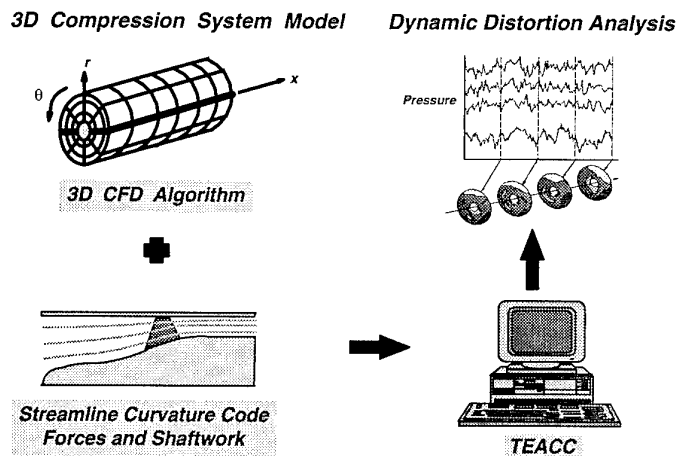 3D Compression System Model
Dynamic Distortion Analysis
r
θ
x
Pressure
3D CFD Algorithm
Streamline Curvature Code
Forces and Shaftwork
TEACC